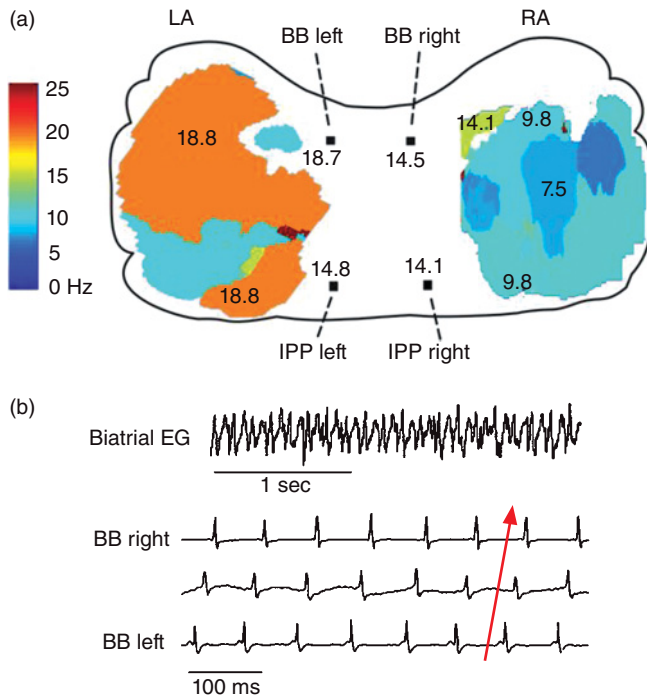 (a)
LA
RA
BB left
BB right
25
20
15
10
5
0 Hz
18.8
18.7
14.5
14.1
9.8
7.5
18.8
14.8
14.1
9.8
IPP left
IPP right
(b)
Biatrial EG
1 sec
BB right
BB left
100 ms